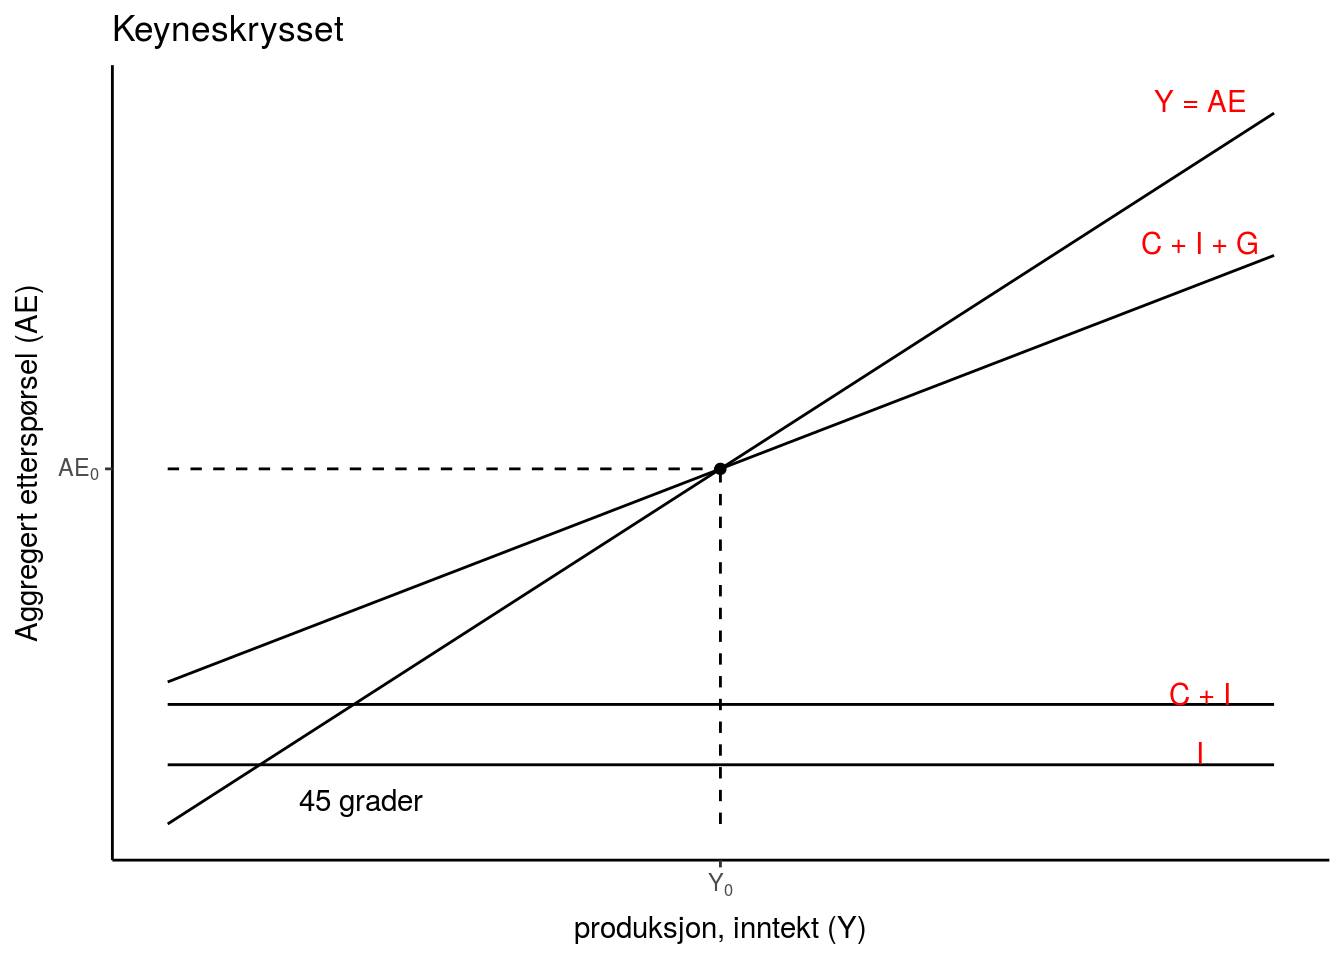 Keyneskrysset
Y = AE
C + I + G
Aggregert etterspørsel (AE)
AE₀
C + I
I
45 grader
Y₀
produksjon, inntekt (Y)